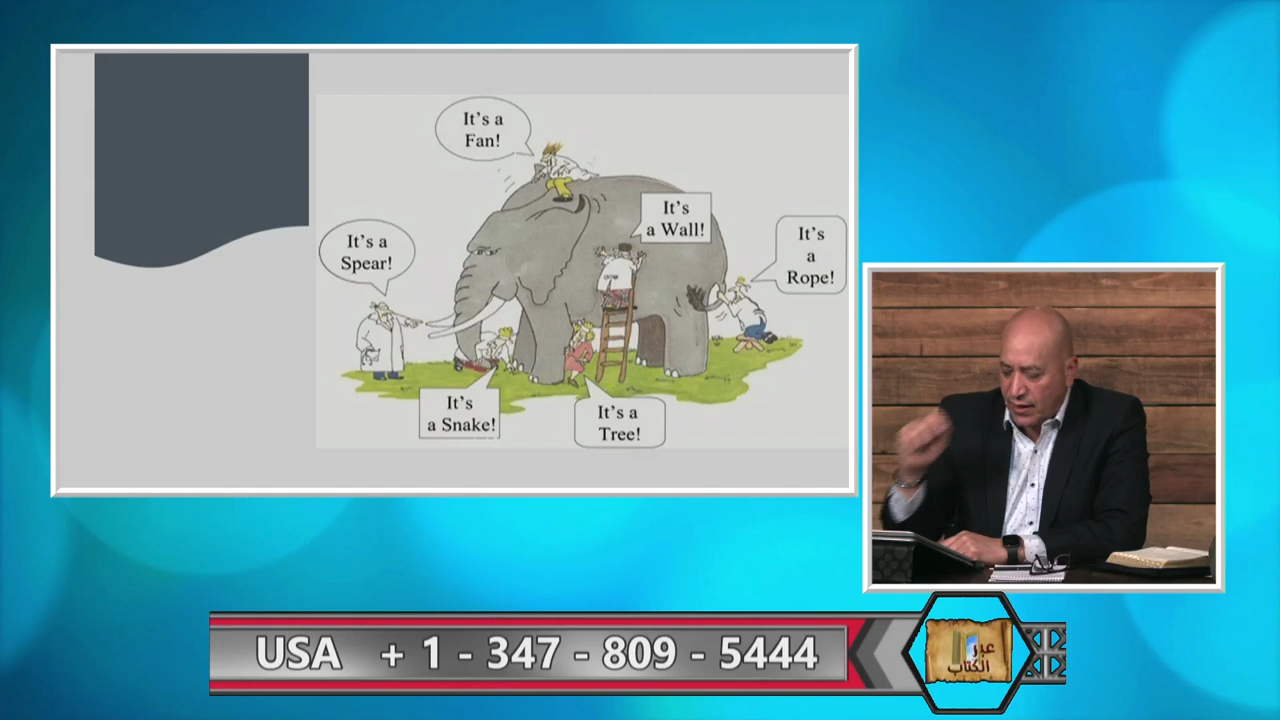 It's a
Fan!
It's a
Spear!
It's
a Wall!
It's
a
Rope!
It's
a Snake!
It's a
Tree!
USA + 1 - 347 - 809 - 5444
عبر
الكتاب